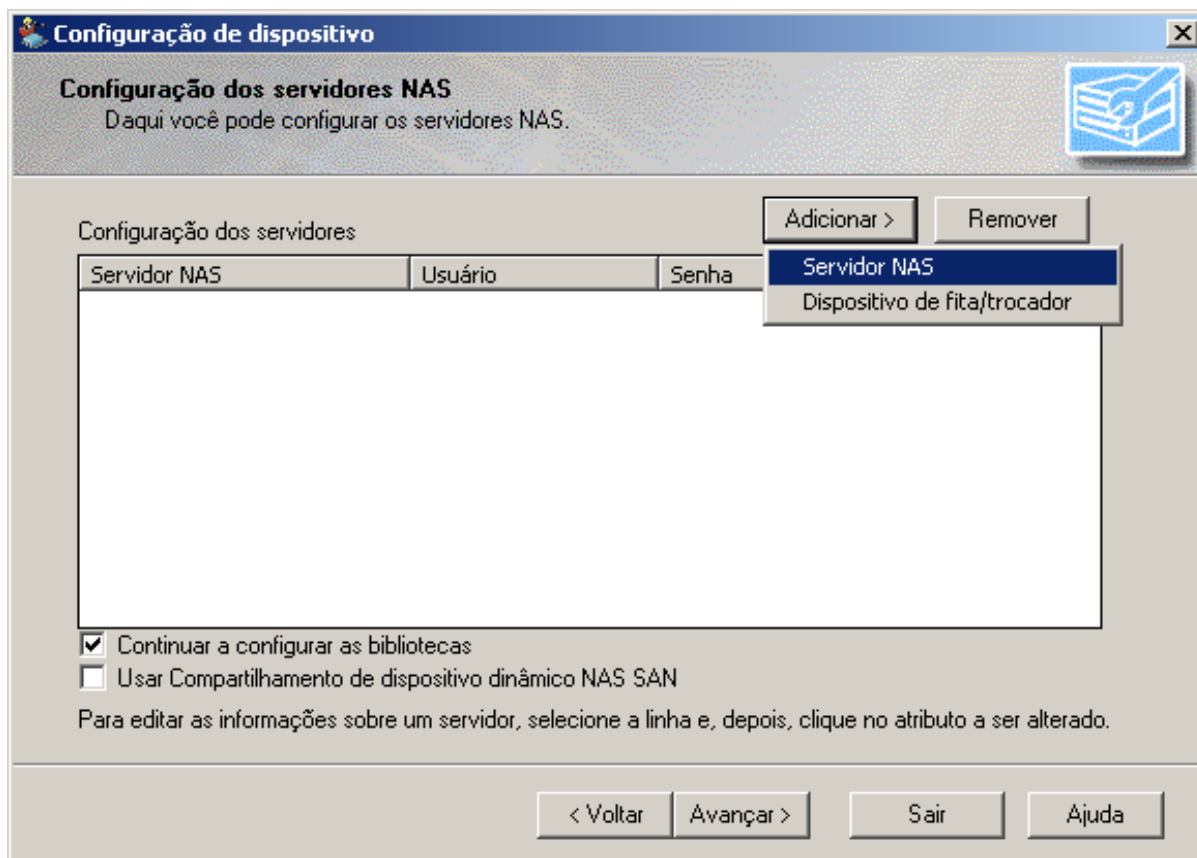 Configuração de dispositivo
Configuração dos servidores NAS
Daqui você pode configurar os servidores NAS.
Configuração dos servidores
Adicionar >
Remover
Servidor NAS
Usuário
Senha
Servidor NAS
Dispositivo de fita/trocador
Continuar a configurar as bibliotecas
Usar Compartilhamento de dispositivo dinâmico NAS SAN
Para editar as informações sobre um servidor, selecione a linha e, depois, clique no atributo a ser alterado.
< Voltar
Avançar >
Sair
Ajuda